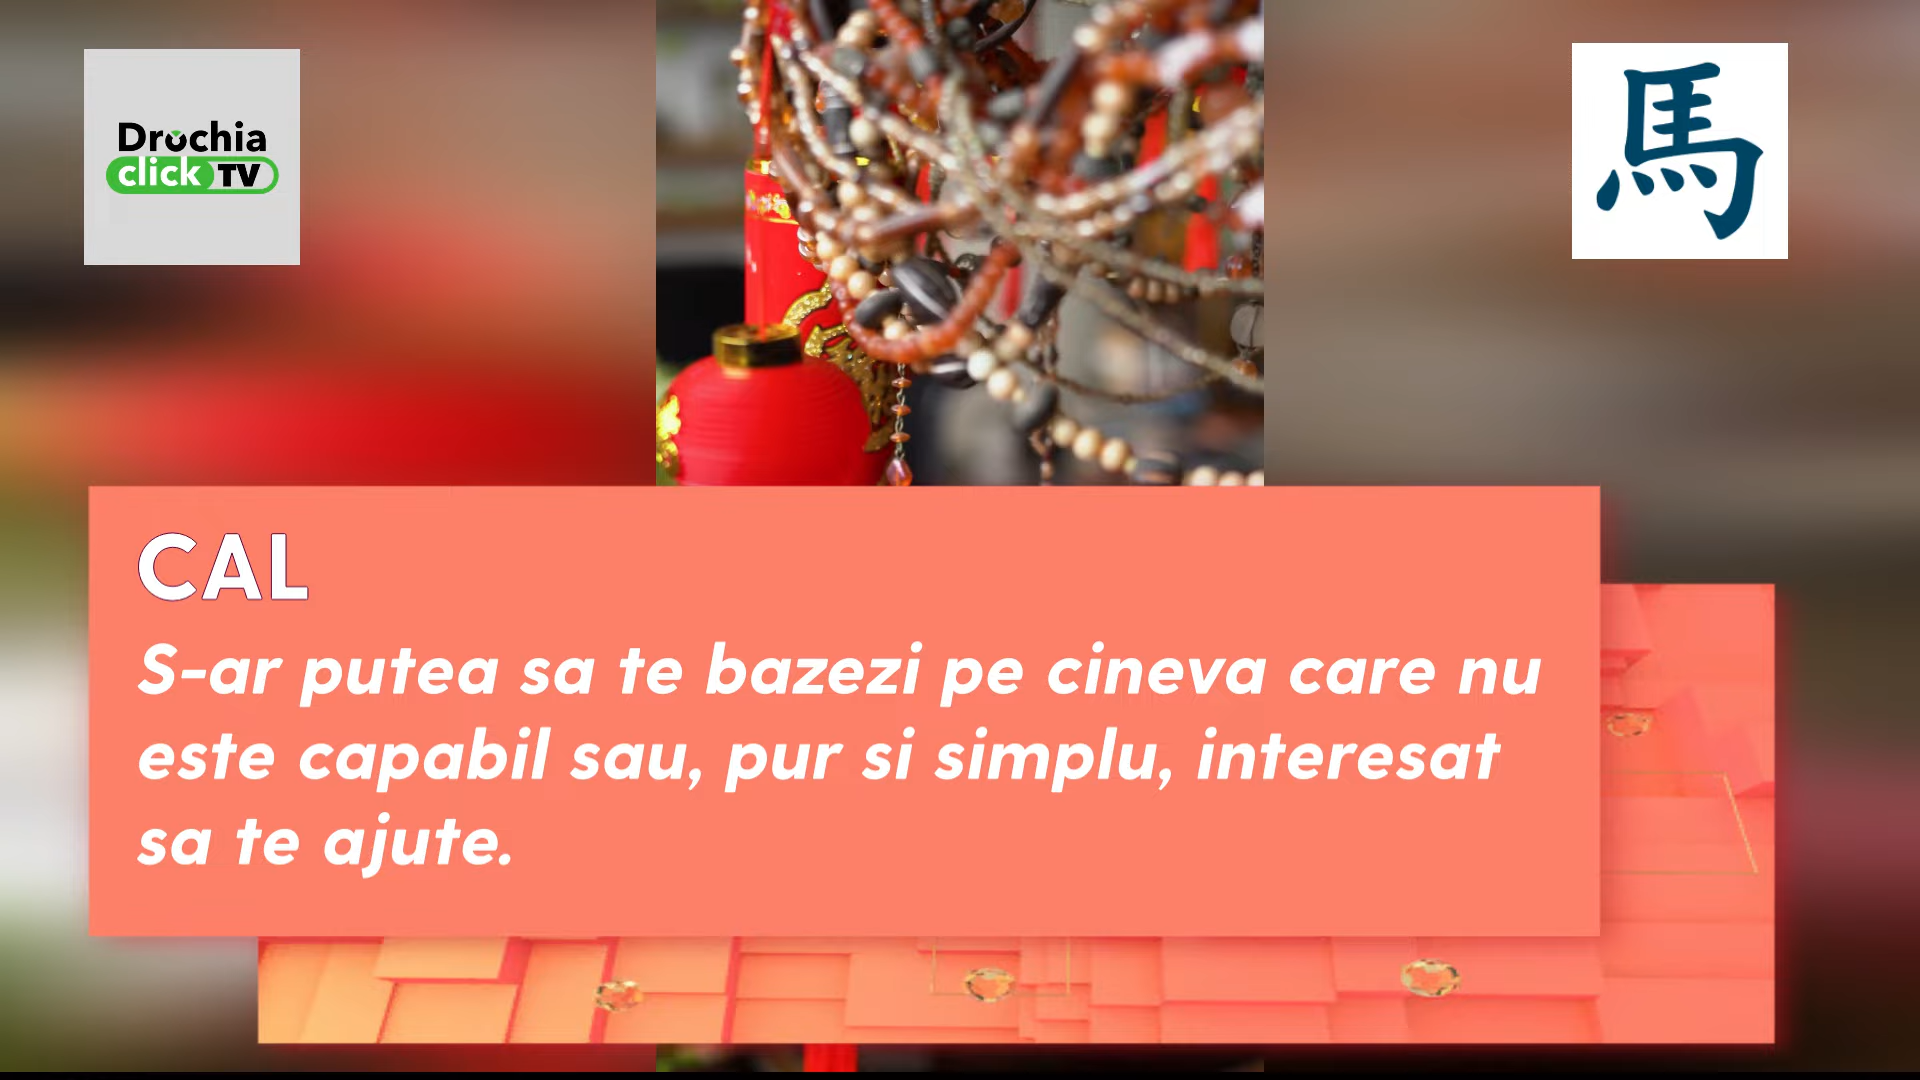 Drochia
click TV
馬
CAL
S-ar putea sa te bazezi pe cineva care nu
este capabil sau, pur si simplu, interesat
sa te ajute.